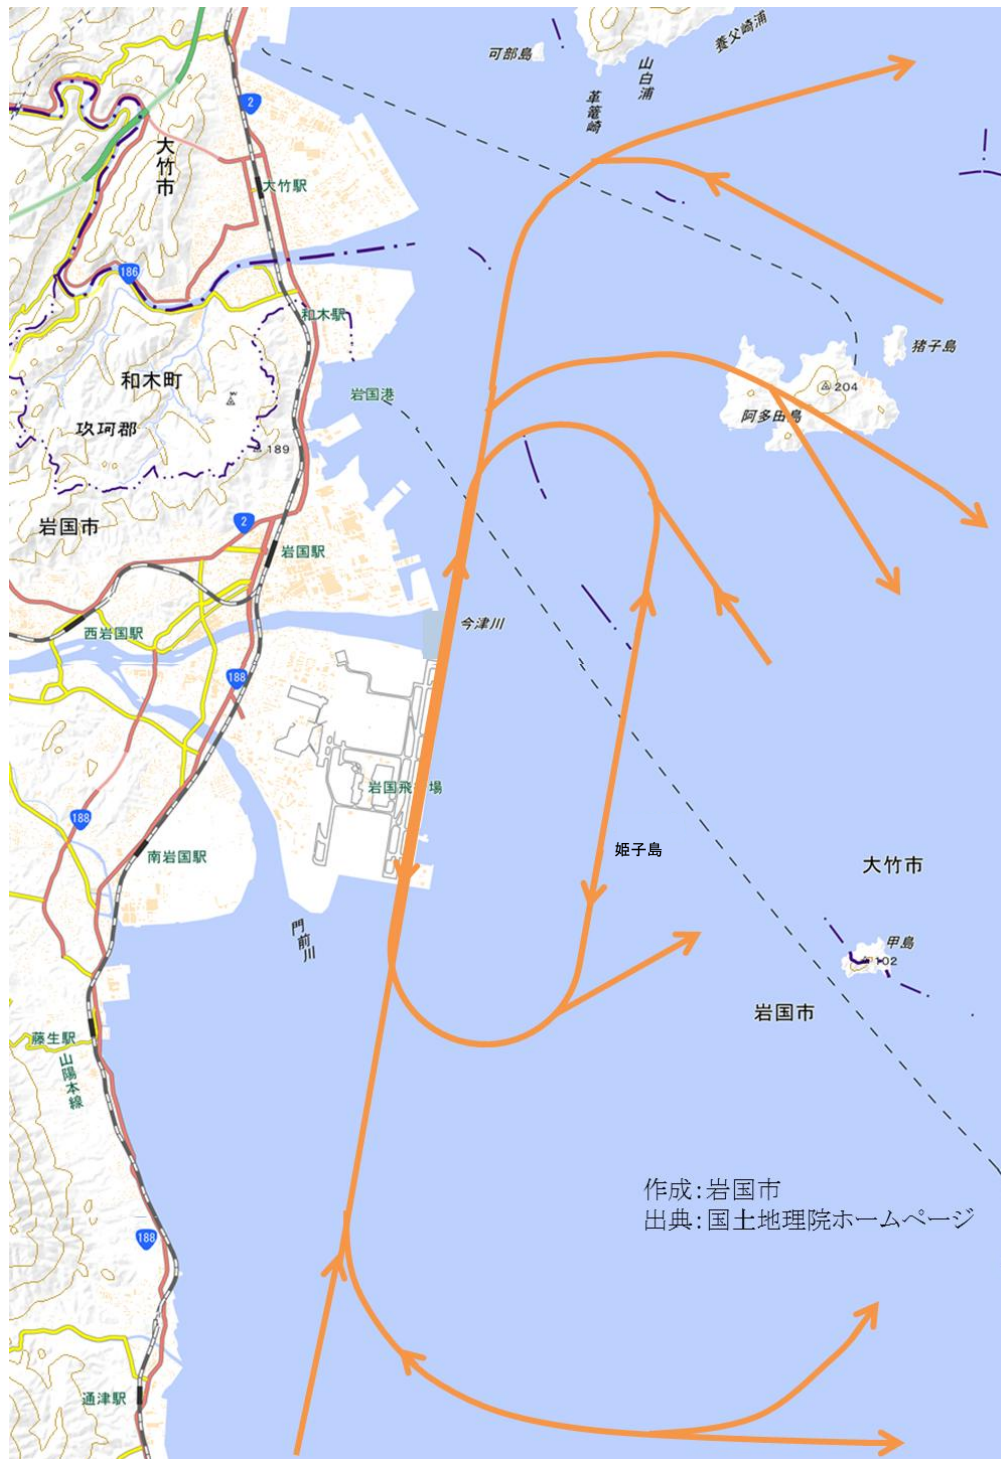 養父崎浦
可部島
山白浦
革篭崎
2
大竹市
大竹駅
186
和木駅
猪子島
和木町
岩国港
204
阿多田島
玖珂郡
189
岩国市
2
岩国駅
今津川
西岩国駅
188
岩国飛行場
188
姫子島
南岩国駅
大竹市
門前川
甲島
102
岩国市
藤生駅
山陽本線
作成：岩国市
出典：国土地理院ホームページ
188
通津駅